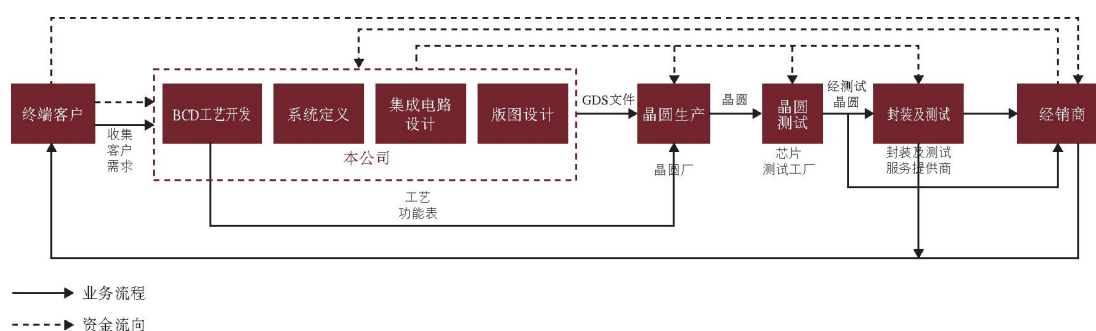 终端客户
收集
客户
需求
BCD工艺开发
系统定义
集成电路
设计
版图设计
本公司
GDS文件
晶圆生产
晶圆厂
晶圆
晶圆
测试
芯片
测试工厂
经测试
晶圆
封装及测试
封装及测试
服务提供商
经销商
工艺
功能表
业务流程
资金流向